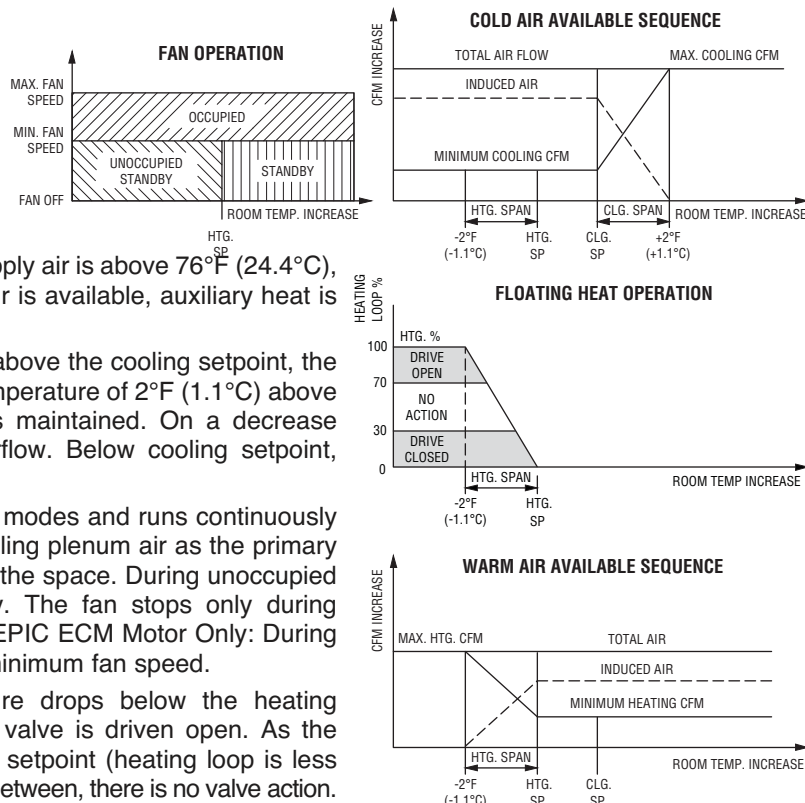 FAN OPERATION
MAX. FAN
SPEED
MIN. FAN
SPEED
FAN OFF
OCCUPIED
UNOCCUPIED
STANDBY
STANDBY
ROOM TEMP. INCREASE
HTG.
SP
pply air is above 76°F (24.4°C),
r is available, auxiliary heat is
above the cooling setpoint, the
mperature of 2°F (1.1°C) above
s maintained. On a decrease
rflow. Below cooling setpoint,
modes and runs continuously
iling plenum air as the primary
the space. During unoccupied
y. The fan stops only during
EPIC ECM Motor Only: During
minimum fan speed.
re drops below the heating
valve is driven open. As the
setpoint (heating loop is less
etween, there is no valve action.
COLD AIR AVAILABLE SEQUENCE
CFM INCREASE
TOTAL AIR FLOW
MAX. COOLING CFM
INDUCED AIR
MINIMUM COOLING CFM
HTG. SPAN
CLG. SPAN
ROOM TEMP. INCREASE
-2°F
(-1.1°C)
HTG.
SP
CLG.
SP
+2°F
(+1.1°C)
FLOATING HEAT OPERATION
HEATING
LOOP %
HTG. %
100
70
30
0
DRIVE
OPEN
NO
ACTION
DRIVE
CLOSED
HTG. SPAN
ROOM TEMP INCREASE
-2°F
(-1.1°C)
HTG.
SP
WARM AIR AVAILABLE SEQUENCE
CFM INCREASE
MAX. HTG. CFM
TOTAL AIR
INDUCED AIR
MINIMUM HEATING CFM
HTG. SPAN
ROOM TEMP. INCREASE
-2°F
(-1.1°C)
HTG.
SP
CLG.
SP